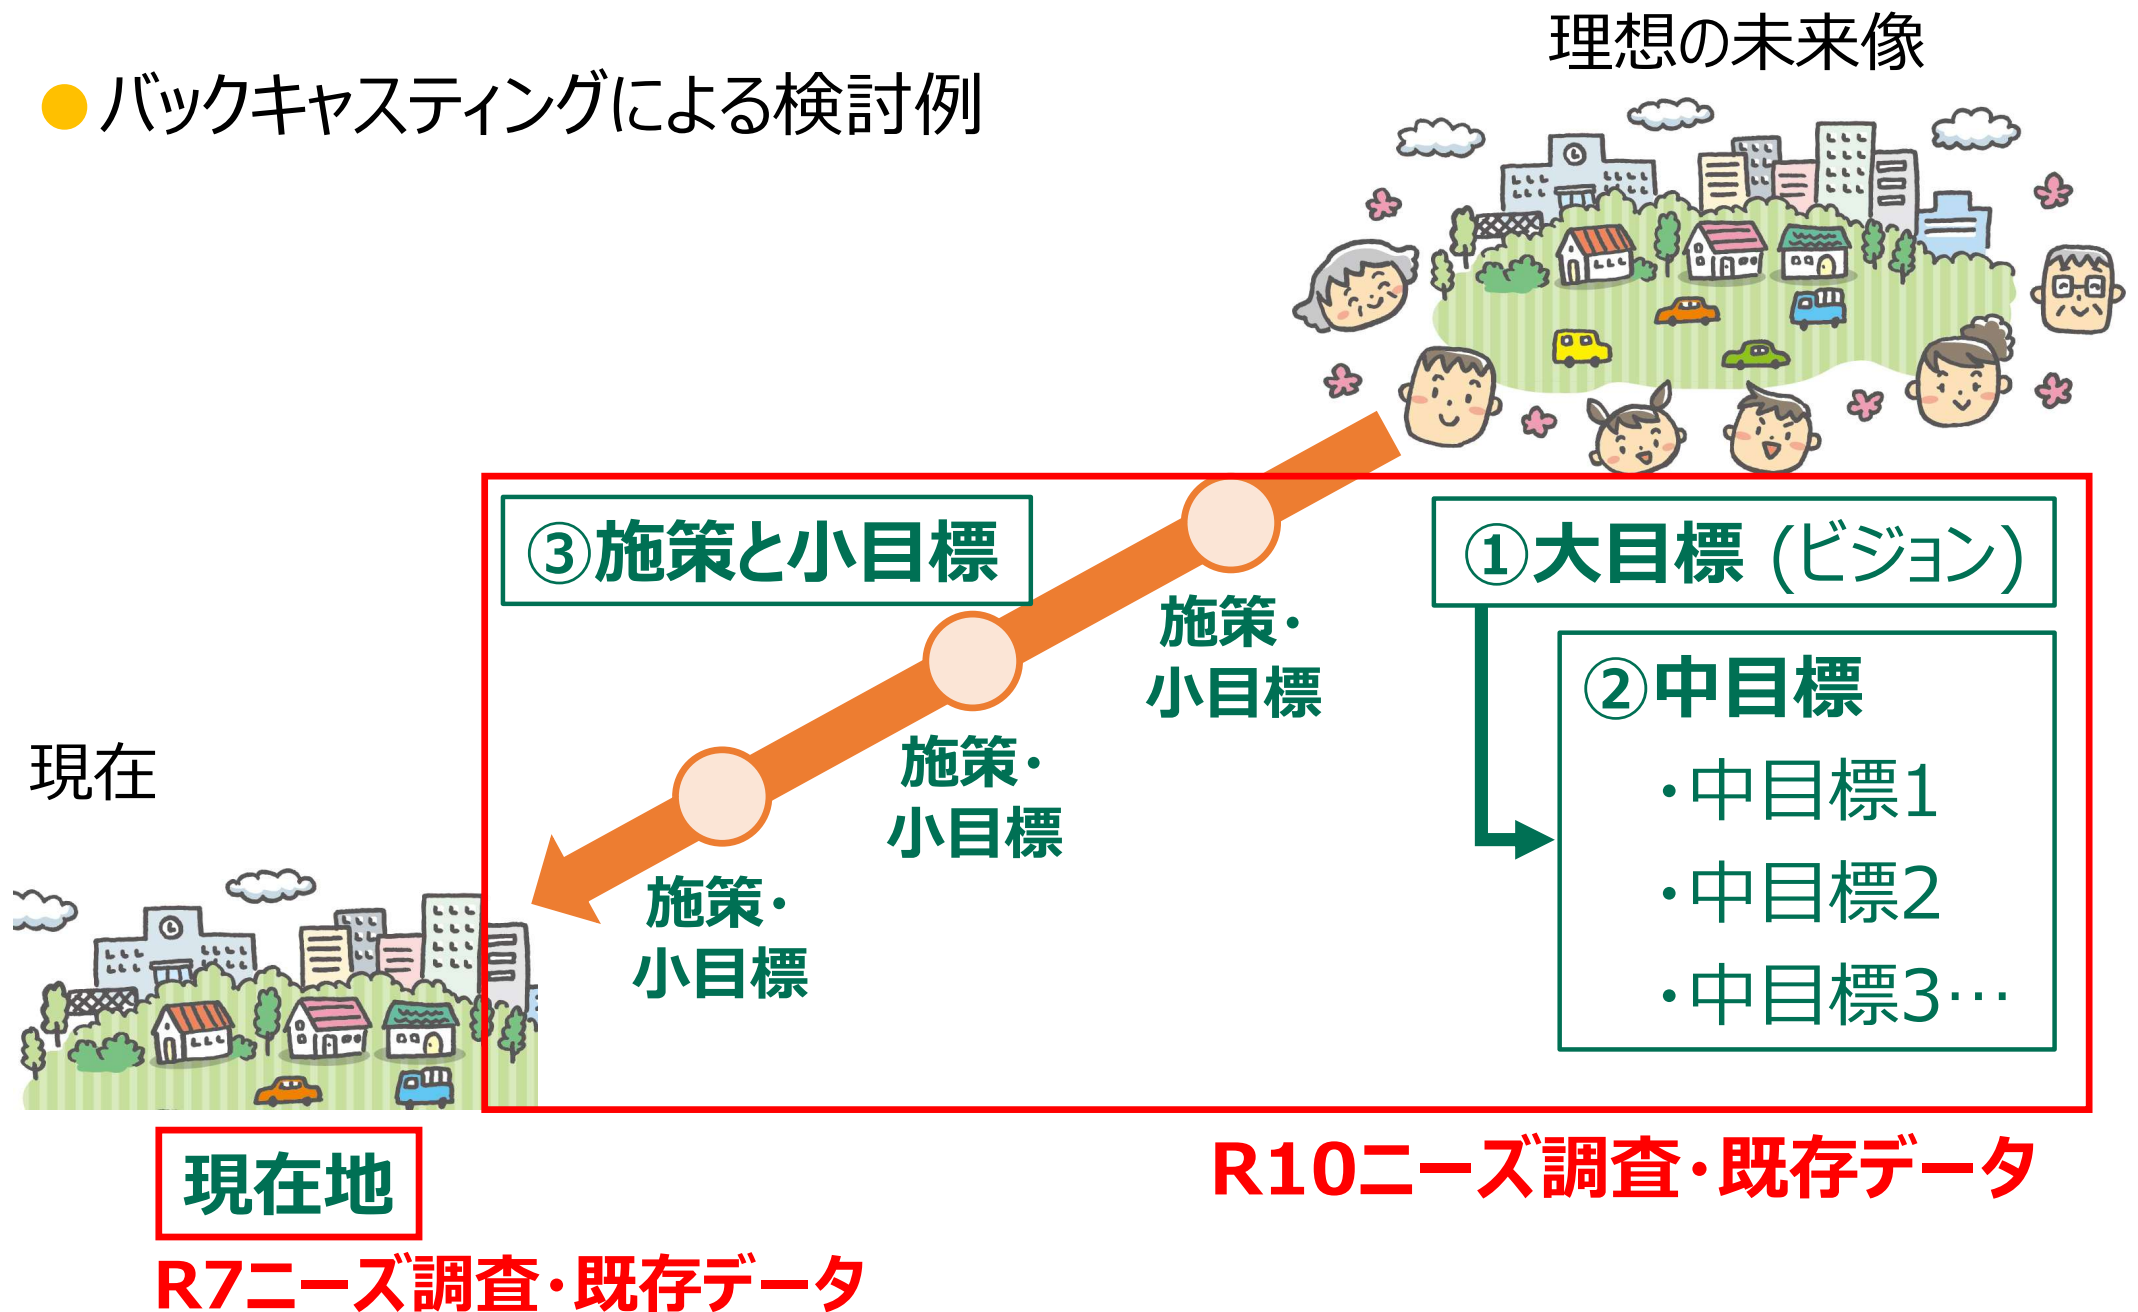 理想の未来像
●バックキャスティングによる検討例
③施策と小目標
①大目標 (ビジョン)
施策・
小目標
②中目標
・中目標1
・中目標2
・中目標3…
施策・
小目標
現在
施策・
小目標
現在地
R10ニーズ調査・既存データ
R7ニーズ調査・既存データ